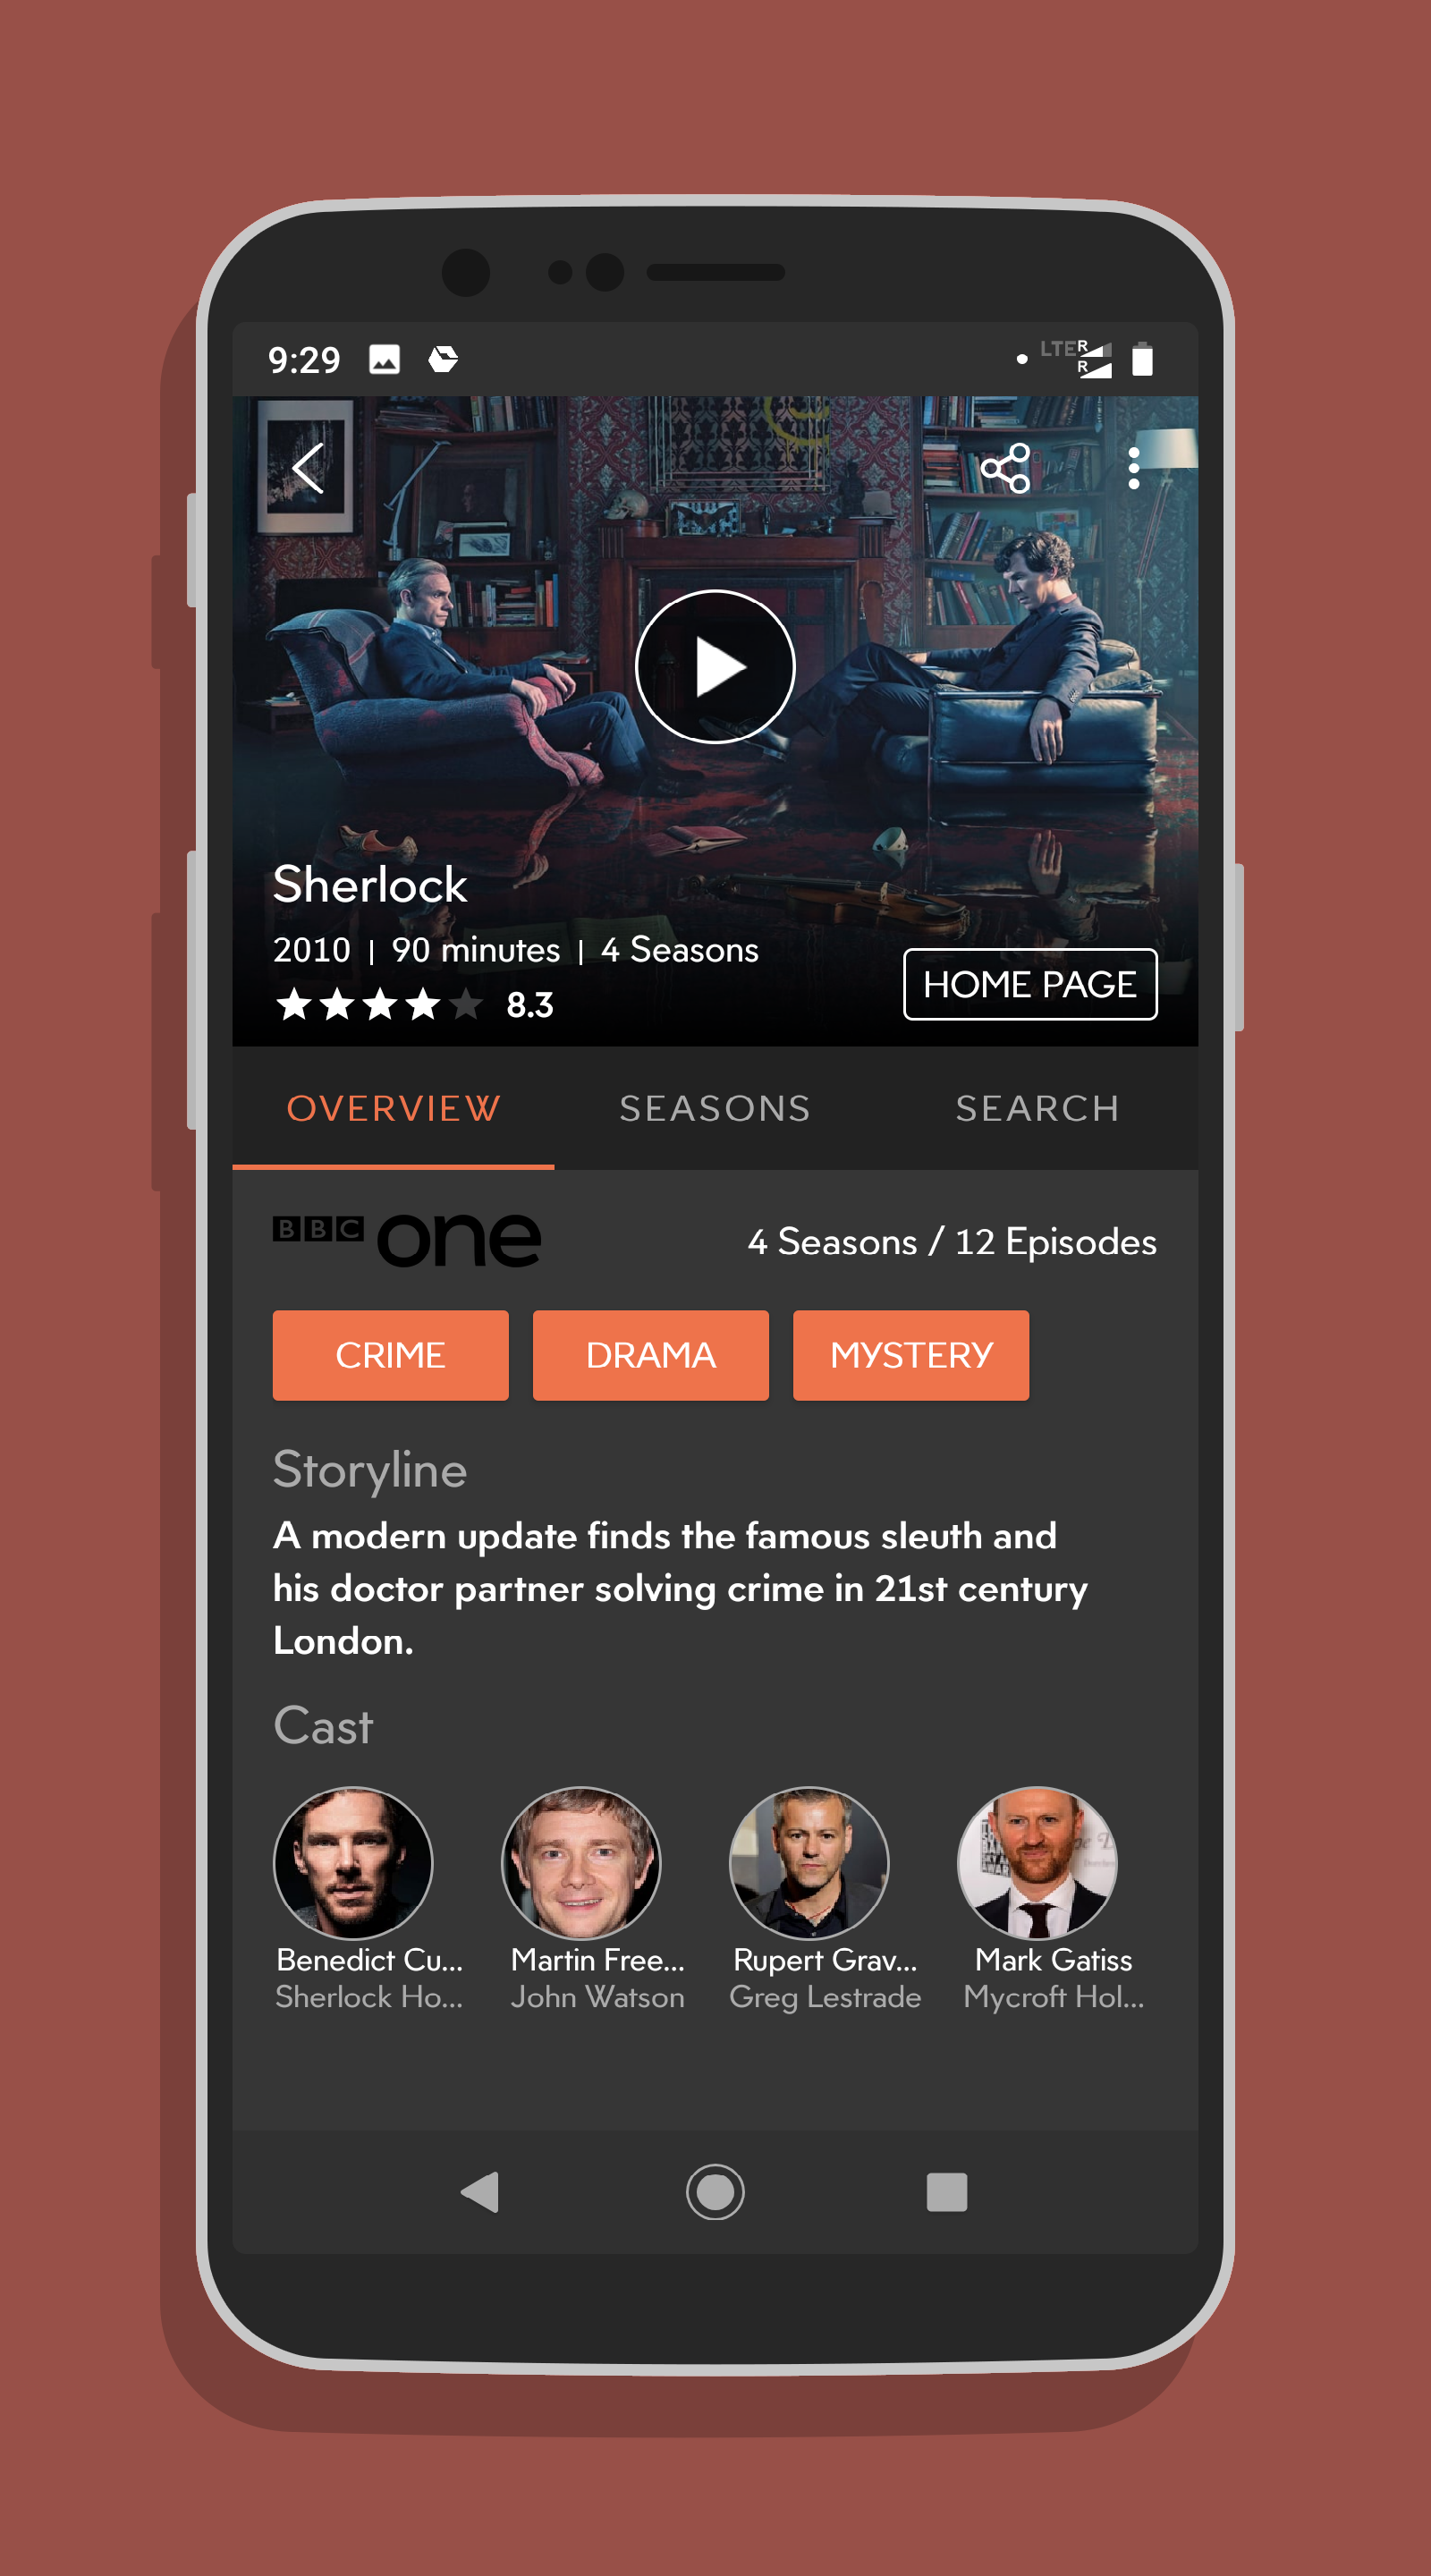 9:29
LTE R
R
Sherlock
2010 | 90 minutes | 4 Seasons
8.3
HOME PAGE
OVERVIEW SEASONS SEARCH
BBC one
4 Seasons / 12 Episodes
CRIME DRAMA MYSTERY
Storyline
A modern update finds the famous sleuth and
his doctor partner solving crime in 21st century
London.
Cast
Benedict Cu... Martin Free... Rupert Grav... Mark Gatiss
Sherlock Ho... John Watson Greg Lestrade Mycroft Hol...